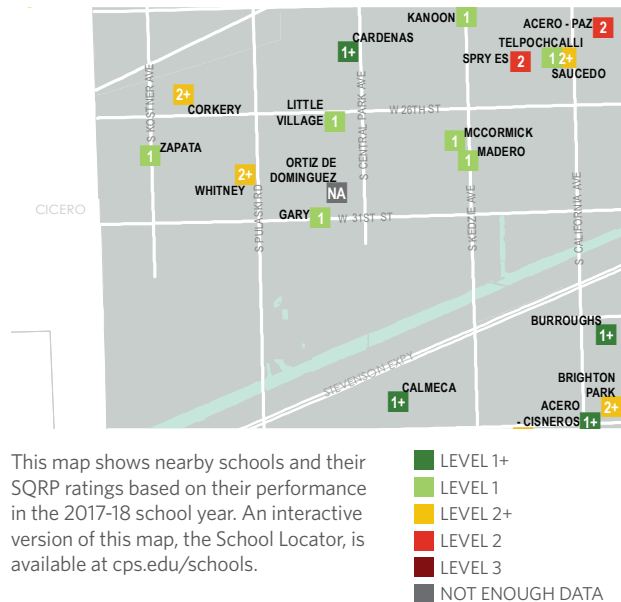 KANOON
1
ACERO - PAZ
2
CARDENAS
1+
TELPOCHCALLI
SPRY ES
2
1
2+
SAUCEDO
S KOSTNER AVE
2+
CORKERY
LITTLE
VILLAGE
1
W 26TH ST
S CENTRAL PARK AVE
1
MCCORMICK
1
MADERO
1
ZAPATA
2+
WHITNEY
ORTIZ DE
DOMINGUEZ
NA
CICERO
S PULASKI RD
GARY
1
W 31ST ST
S KEDZIE AVE
S CALIFORNIA AVE
BURROUGHS
1+
STEVENSON EXPY
CALMECA
1+
BRIGHTON
PARK
2+
ACERO
- CISNEROS
1+
This map shows nearby schools and their
SQRP ratings based on their performance
in the 2017-18 school year. An interactive
version of this map, the School Locator, is
available at cps.edu/schools.
LEVEL 1+
LEVEL 1
LEVEL 2+
LEVEL 2
LEVEL 3
NOT ENOUGH DATA